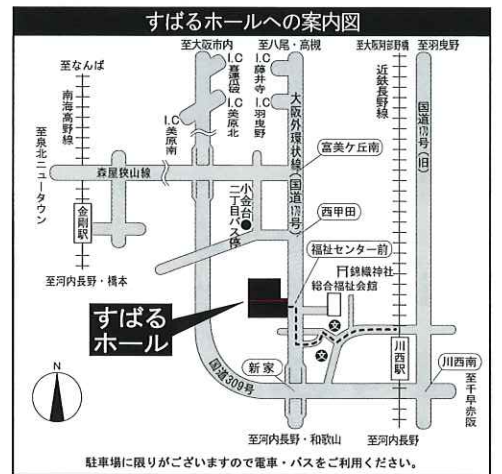 すばるホールへの案内図
至大阪市内
至八尾・高槻
至大阪阿部野橋
至羽曳野
至なんば
南海高野線
I.C
喜連瓜破
I.C
藤井寺
I.C
美原北
I.C
羽曳野
I.C
美原南
大阪外環状線
(国道170号)
近鉄長野線
国道170号(旧)
至泉北ニュータウン
森屋狭山線
富美ケ丘南
金剛駅
小金台
二丁目バス停
西甲田
福祉センター前
錦織神社
総合福祉会館
至河内長野・橋本
すばる
ホール
文
文
川西駅
川西南
新家
国道309号
至千早赤阪
N
至河内長野・和歌山
至河内長野
駐車場に限りがございますので電車・バスをご利用ください。